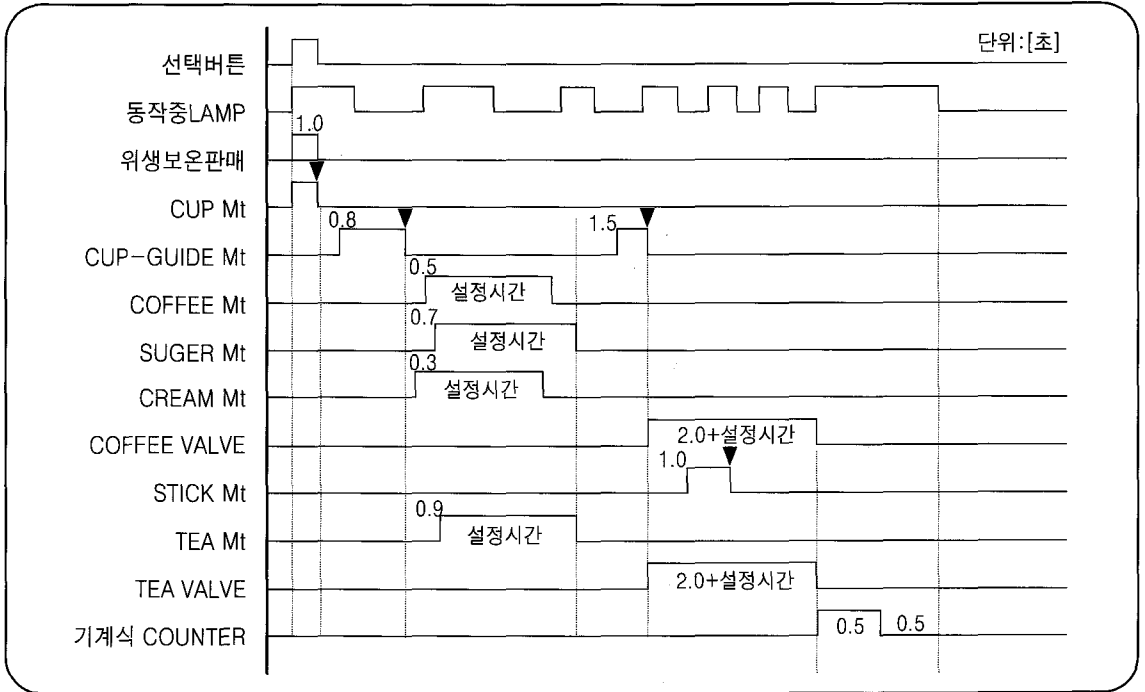 단위:[초]
선택버튼
동작중LAMP
1.0
위생보온판매
CUP Mt
0.8
1.5
CUP-GUIDE Mt
0.5
설정시간
COFFEE Mt
0.7
설정시간
SUGER Mt
0.3
설정시간
CREAM Mt
2.0+설정시간
COFFEE VALVE
1.0
STICK Mt
0.9
설정시간
TEA Mt
2.0+설정시간
TEA VALVE
기계식 COUNTER
0.5 0.5